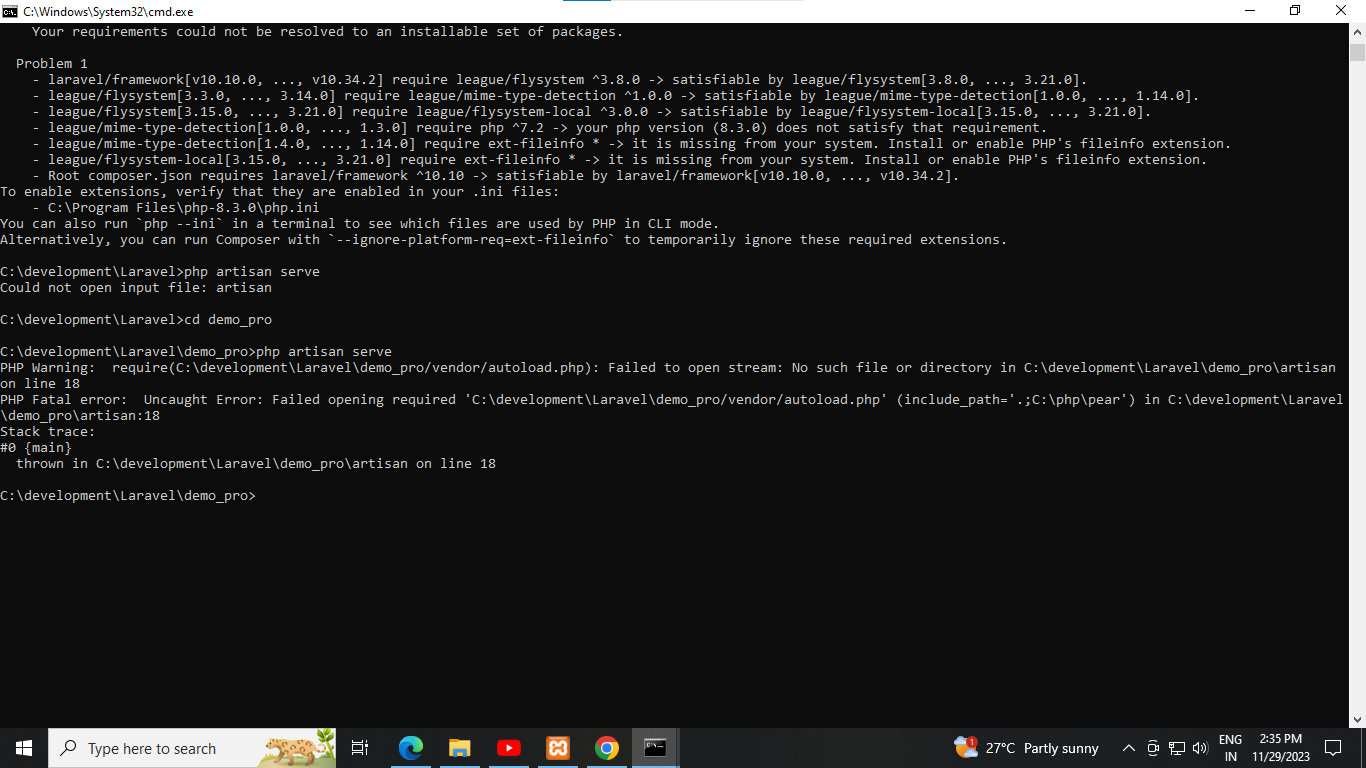 C:\Windows\System32\cmd.exe
Your requirements could not be resolved to an installable set of packages.
Problem 1
- laravel/framework[v10.10.0, ..., v10.34.2] require league/flysystem ^3.8.0 -> satisfiable by league/flysystem[3.8.0, ..., 3.21.0].
- league/flysystem[3.3.0, ..., 3.14.0] require league/mime-type-detection ^1.0.0 -> satisfiable by league/mime-type-detection[1.0.0, ..., 1.14.0].
- league/flysystem[3.15.0, ..., 3.21.0] require league/flysystem-local ^3.0.0 -> satisfiable by league/flysystem-local[3.15.0, ..., 3.21.0].
- league/mime-type-detection[1.0.0, ..., 1.3.0] require php ^7.2 -> your php version (8.3.0) does not satisfy that requirement.
- league/mime-type-detection[1.4.0, ..., 1.14.0] require ext-fileinfo * -> it is missing from your system. Install or enable PHP's fileinfo extension.
- league/flysystem-local[3.15.0, ..., 3.21.0] require ext-fileinfo * -> it is missing from your system. Install or enable PHP's fileinfo extension.
- Root composer.json requires laravel/framework ^10.10 -> satisfiable by laravel/framework[v10.10.0, ..., v10.34.2].
To enable extensions, verify that they are enabled in your .ini files:
- C:\Program Files\php-8.3.0\php.ini
You can also run `php --ini` in a terminal to see which files are used by PHP in CLI mode.
Alternatively, you can run Composer with `--ignore-platform-req=ext-fileinfo` to temporarily ignore these required extensions.
C:\development\Laravel>php artisan serve
Could not open input file: artisan
C:\development\Laravel>cd demo_pro
C:\development\Laravel\demo_pro>php artisan serve
PHP Warning:  require(C:\development\Laravel\demo_pro/vendor/autoload.php): Failed to open stream: No such file or directory in C:\development\Laravel\demo_pro\artisan
on line 18
PHP Fatal error:  Uncaught Error: Failed opening required 'C:\development\Laravel\demo_pro/vendor/autoload.php' (include_path='.;C:\php\pear') in C:\development\Laravel
\demo_pro\artisan:18
Stack trace:
#0 {main}
thrown in C:\development\Laravel\demo_pro\artisan on line 18
C:\development\Laravel\demo_pro>
Type here to search
1
27°C Partly sunny
ENG
IN
2:35 PM
11/29/2023